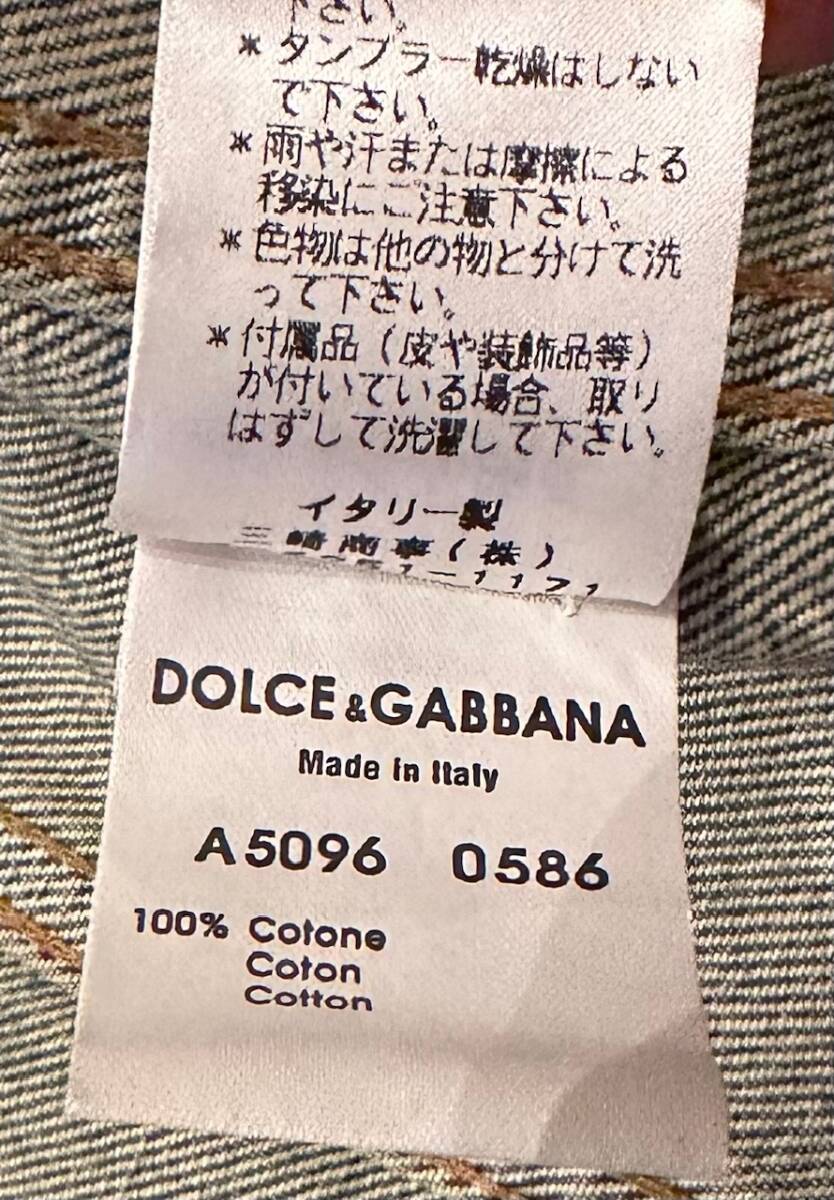 下さい。
* タンブラー乾燥はしない
で下さい。
* 雨や汗または摩擦による
移染にご注意下さい。
* 色物は他の物と分けて洗
って下さい。
* 付属品（皮や装飾品等）
が付いている場合、取り
はずして洗濯して下さい。
イタリー製
（株）
DOLCE&GABBANA
Made in Italy
A5096 0586
100% Cotone
Coton
Cotton